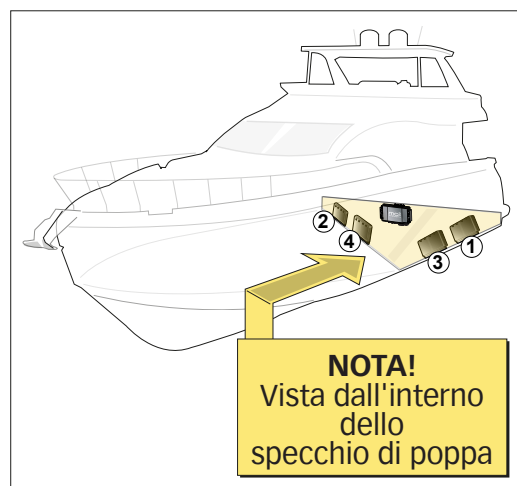 2
4
1
3
NOTA!
Vista dall'interno
dello
specchio di poppa